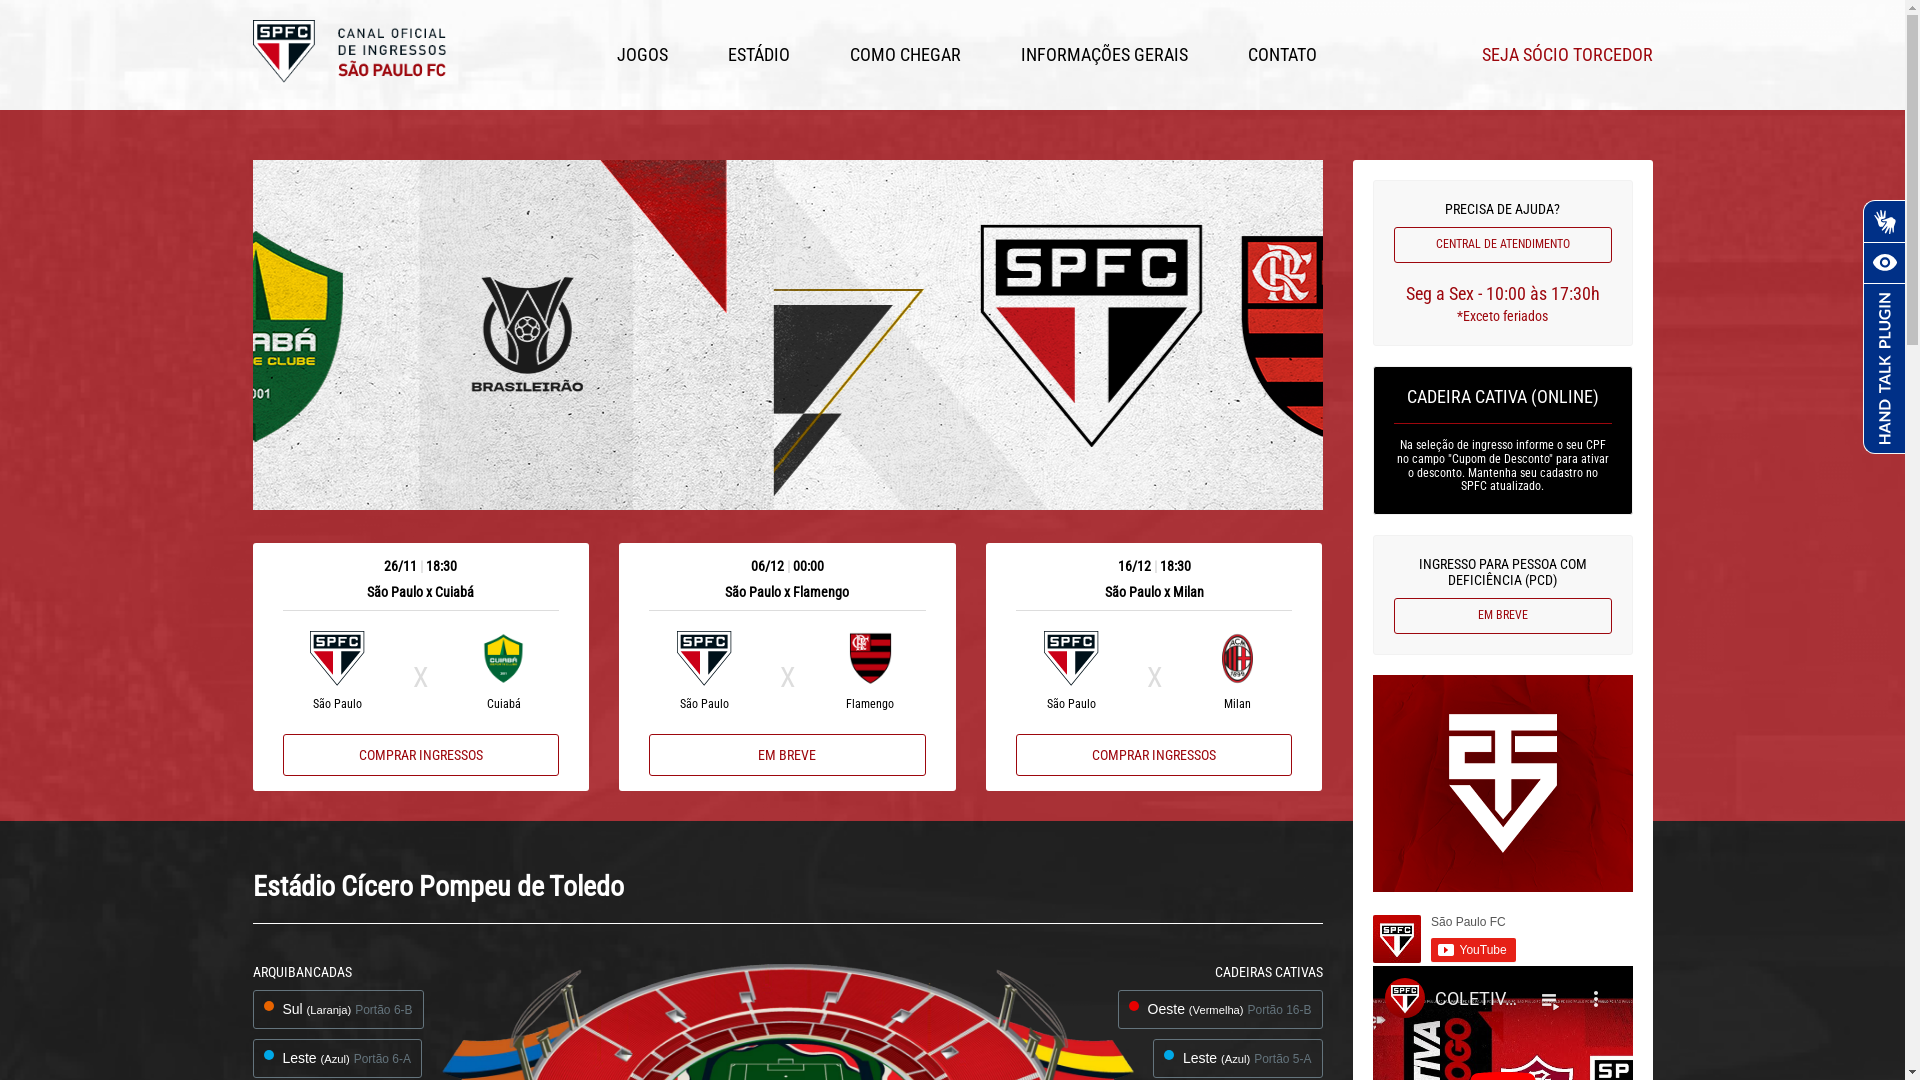 SPFC
CANAL OFICIAL
DE INGRESSOS
SÃO PAULO FC
JOGOS
ESTÁDIO
COMO CHEGAR
INFORMAÇÕES GERAIS
CONTATO
SEJA SÓCIO TORCEDOR
ABÁ
E CLUBE
001
BRASILEIRÃO
SPFC
PRECISA DE AJUDA?
CENTRAL DE ATENDIMENTO
Seg a Sex - 10:00 às 17:30h
*Exceto feriados
CADEIRA CATIVA (ONLINE)
Na seleção de ingresso informe o seu CPF
no campo "Cupom de Desconto" para ativar
o desconto. Mantenha seu cadastro no
SPFC atualizado.
INGRESSO PARA PESSOA COM
DEFICIÊNCIA (PCD)
EM BREVE
HAND TALK PLUGIN
26/11 | 18:30
São Paulo x Cuiabá
SPFC
X
CUIABÁ
São Paulo
Cuiabá
COMPRAR INGRESSOS
06/12 | 00:00
São Paulo x Flamengo
SPFC
X
São Paulo
Flamengo
EM BREVE
16/12 | 18:30
São Paulo x Milan
SPFC
X
ACM
1899
São Paulo
Milan
COMPRAR INGRESSOS
São Paulo FC
YouTube
SPFC
COLETIV...
Estádio Cícero Pompeu de Toledo
ARQUIBANCADAS
Sul (Laranja) Portão 6-B
Leste (Azul) Portão 6-A
CADEIRAS CATIVAS
Oeste (Vermelha) Portão 16-B
Leste (Azul) Portão 5-A